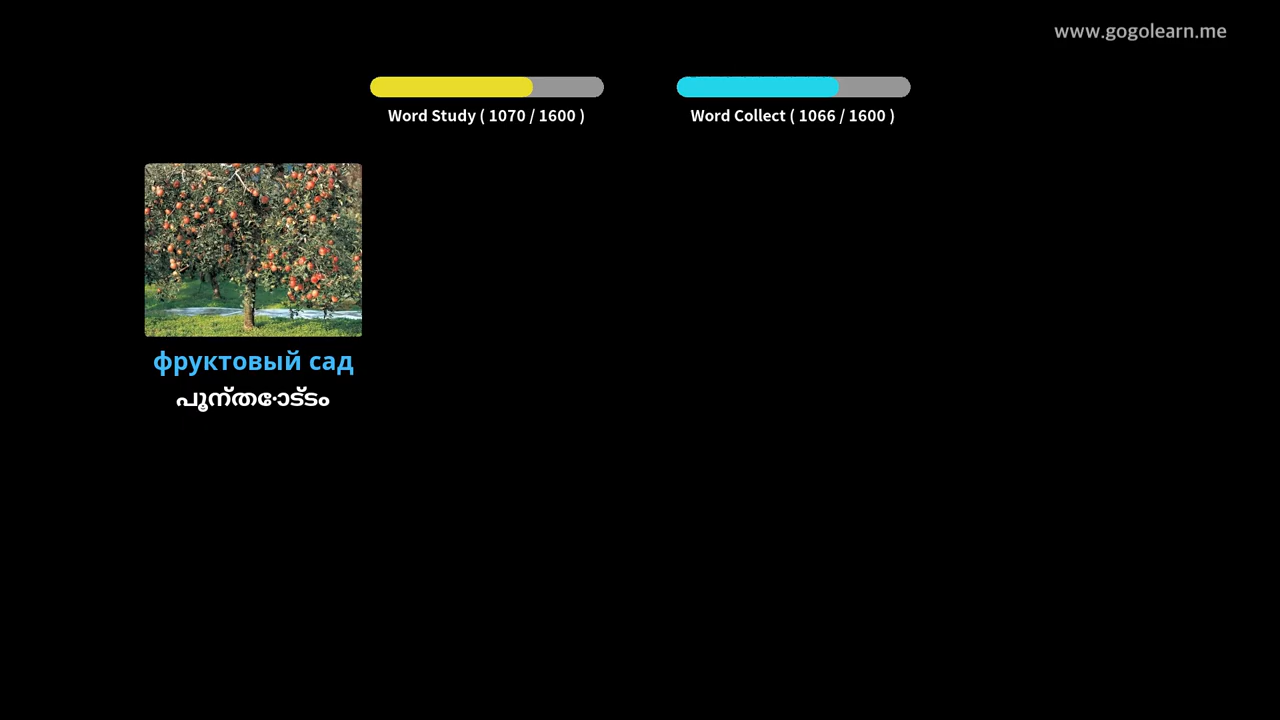 www.gogolearn.me
Word Study ( 1070 / 1600 )
Word Collect ( 1066 / 1600 )
фруктовый сад
പൂന്തോട്ടം